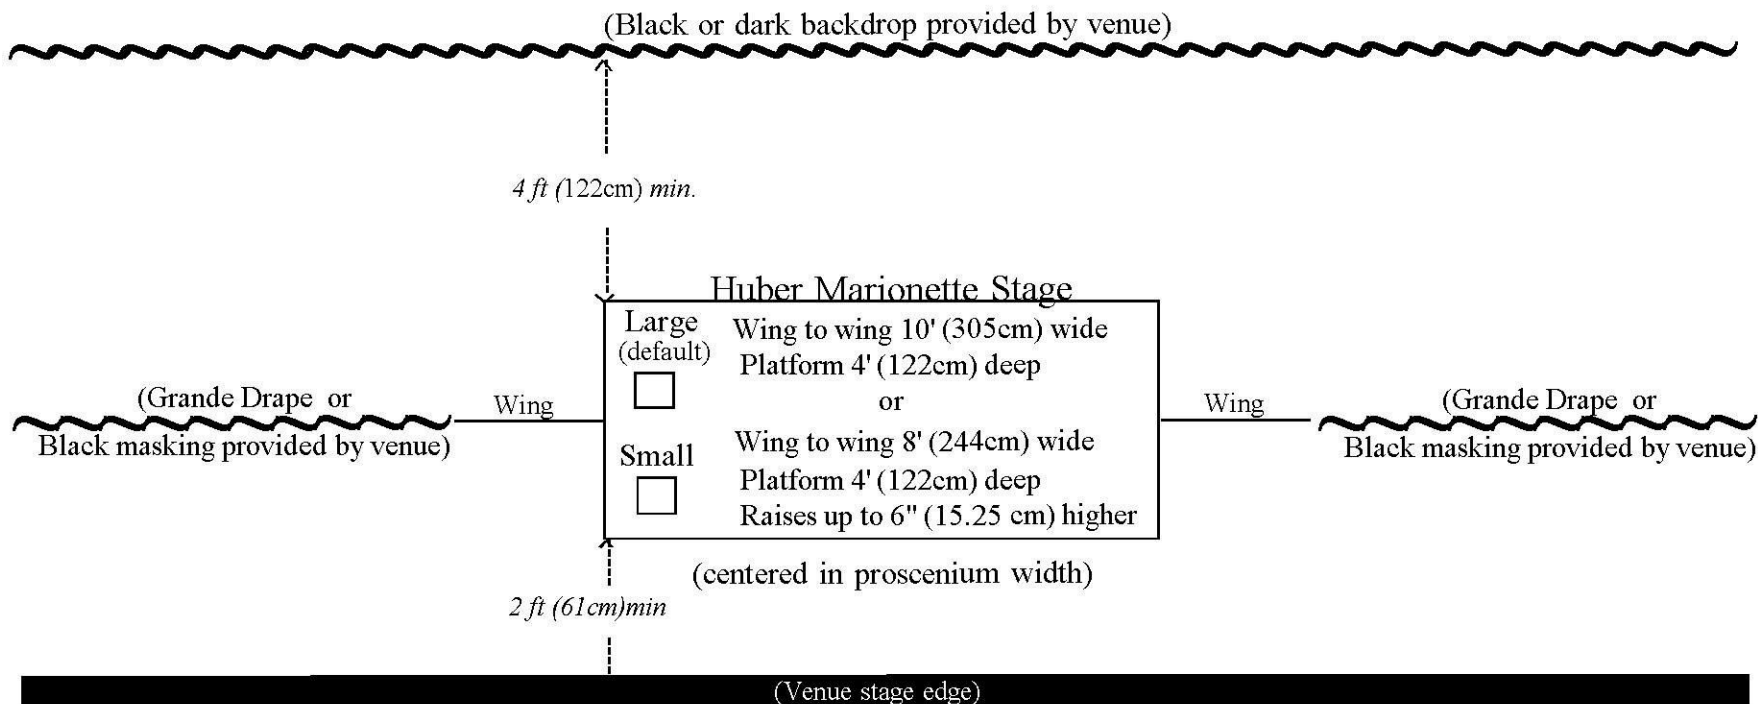 (Black or dark backdrop provided by venue)
4 ft (122cm) min.
Huber Marionette Stage
Large
(default)
Wing to wing 10' (305cm) wide
Platform 4' (122cm) deep
or
Small
Wing to wing 8' (244cm) wide
Platform 4' (122cm) deep
Raises up to 6" (15.25 cm) higher
(Grande Drape or
Black masking provided by venue)
Wing
Wing
(Grande Drape or
Black masking provided by venue)
(centered in proscenium width)
2 ft (61cm)min
(Venue stage edge)